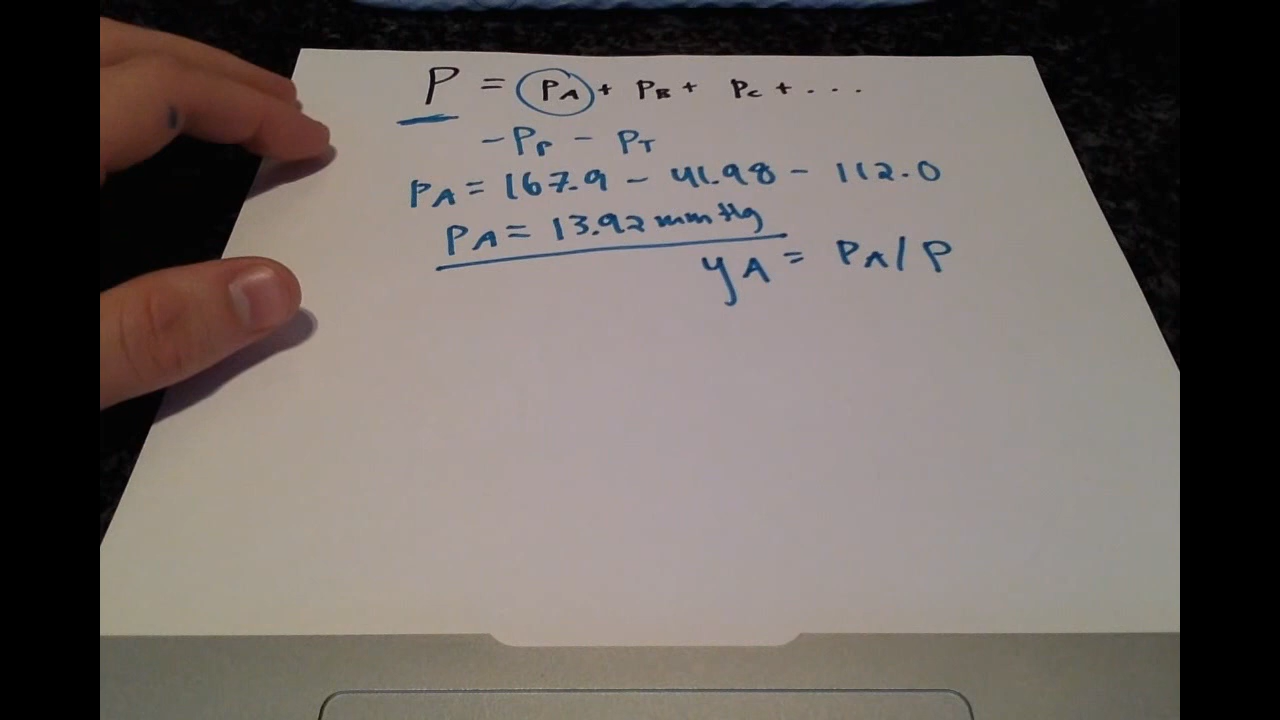 P = PA + PB + PC + ...
- PP - PT
PA = 167.9 - 41.98 - 112.0
PA = 13.92 mmHg
yA = PA / P